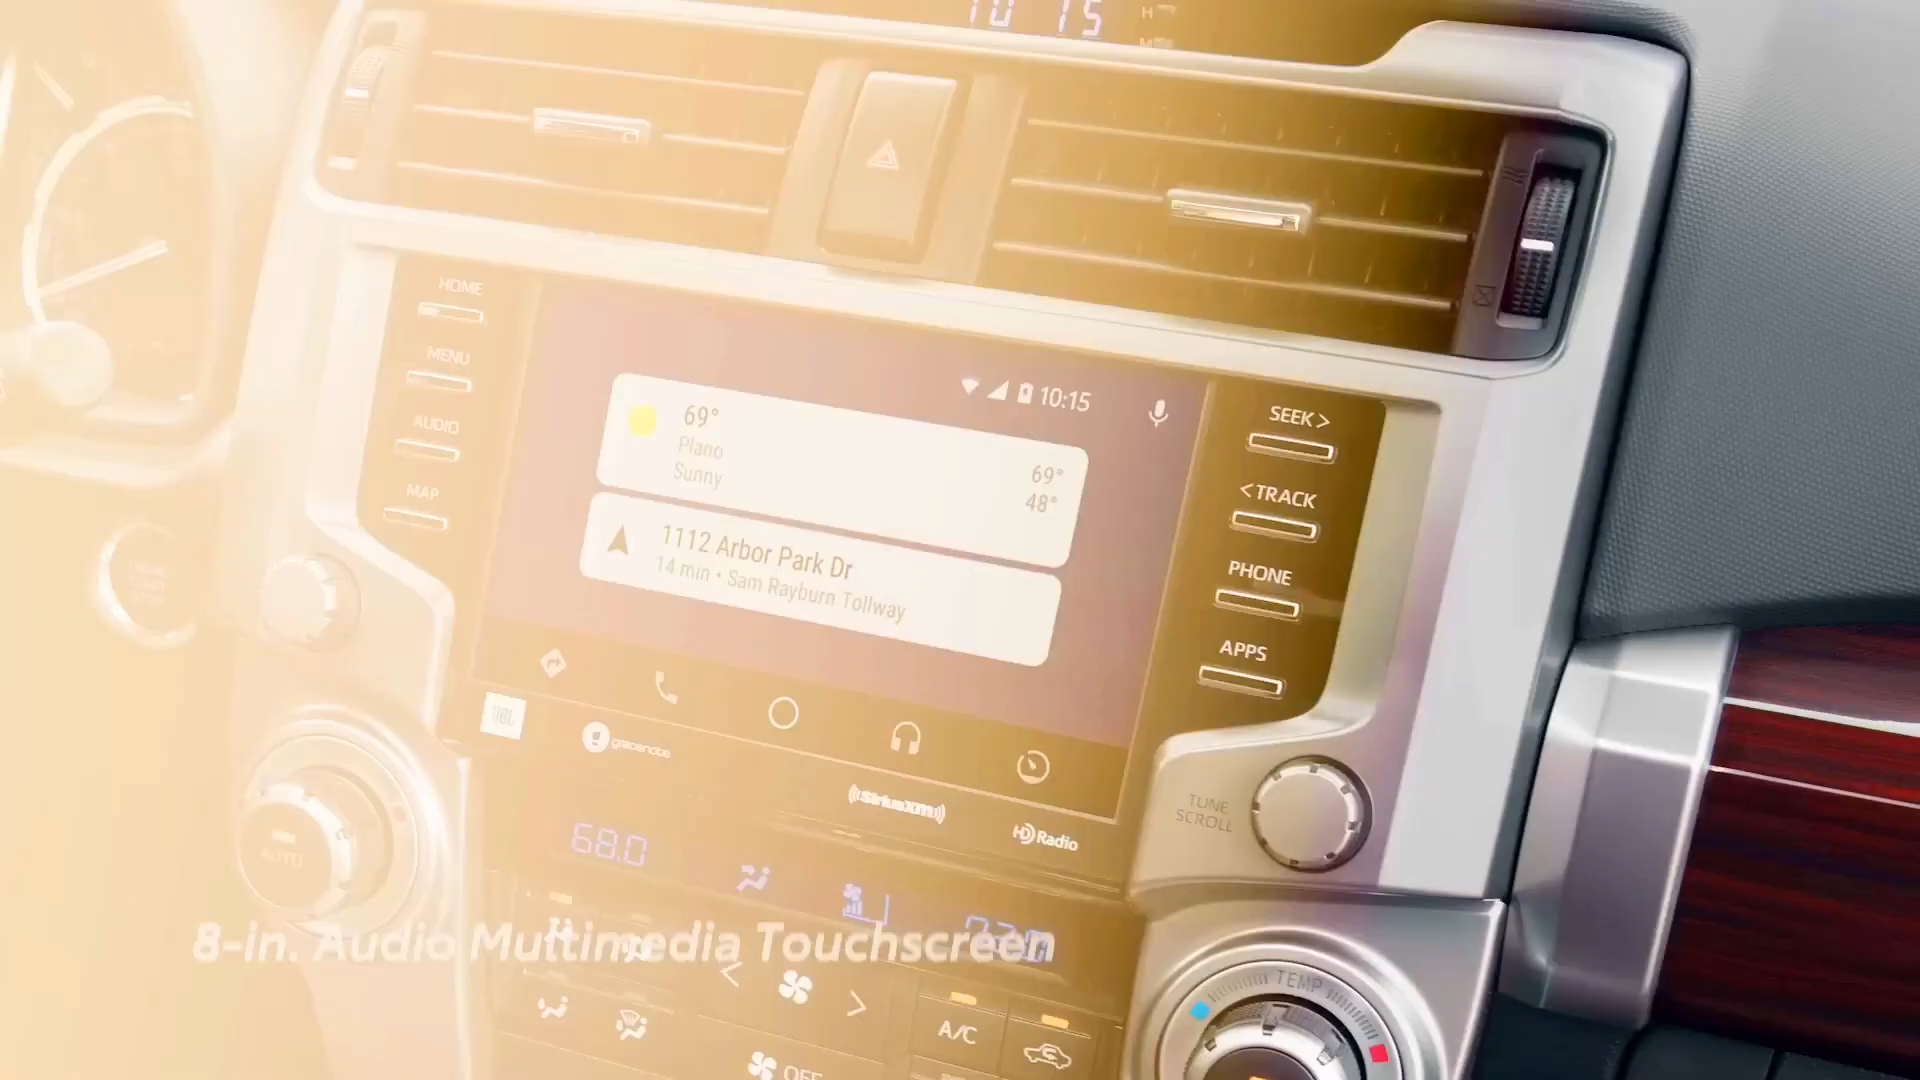 10 15
H
M
HOME
MENU
AUDIO
MAP
10:15
69°
Plano
Sunny
69°
48°
1112 Arbor Park Dr
14 min • Sam Rayburn Tollway
SEEK >
< TRACK
PHONE
APPS
JBL
gracenote
((SiriusXM))
HD Radio
TUNE
SCROLL
AUTO
68.0
8-in. Audio Multimedia Touchscreen
TEMP
A/C
OFF